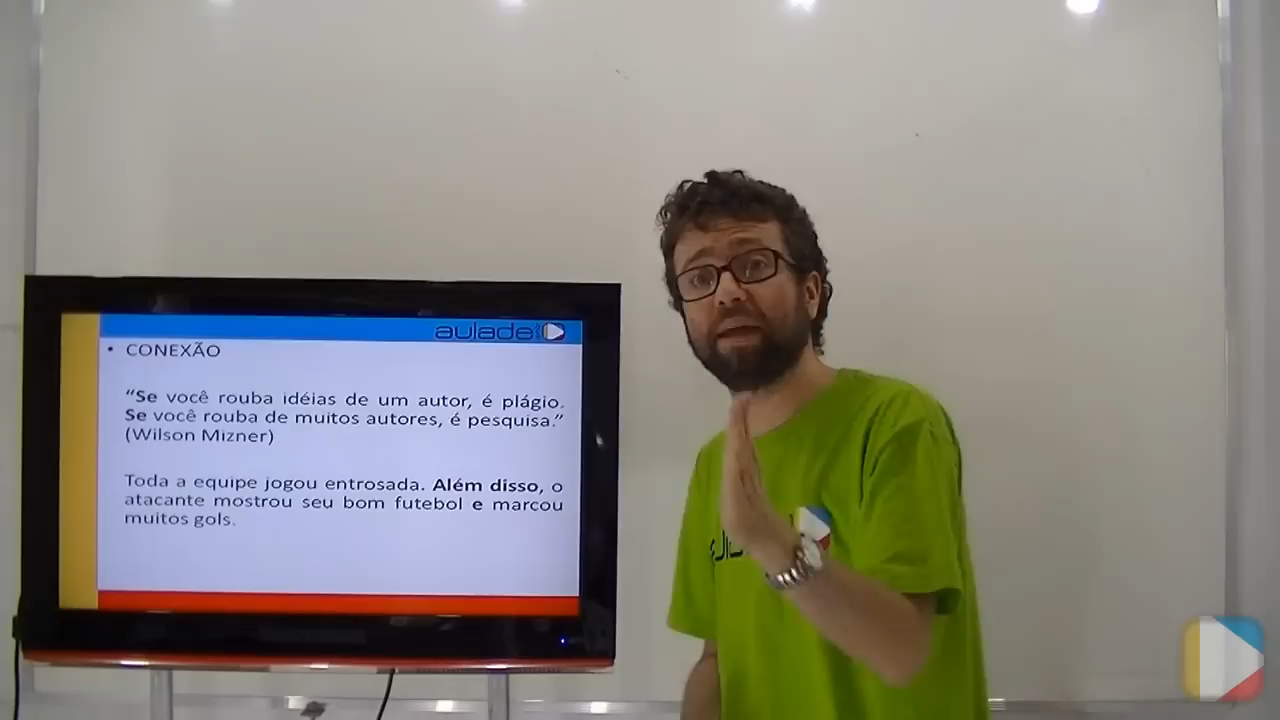 aulade
• CONEXÃO
“Se você rouba idéias de um autor, é plágio.
Se você rouba de muitos autores, é pesquisa.”
(Wilson Mizner)
Toda a equipe jogou entrosada. Além disso, o
atacante mostrou seu bom futebol e marcou
muitos gols.